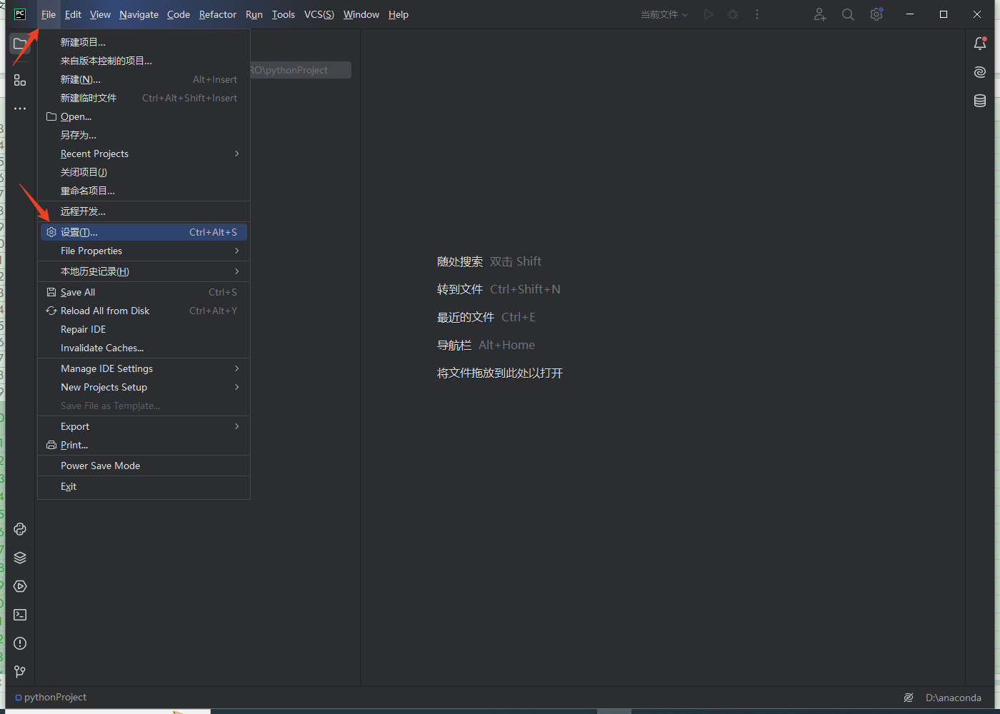 PC File Edit View Navigate Code Refactor Run Tools VCS(S) Window Help 当前文件
新建项目...
来自版本控制的项目...
RO\pythonProject
新建(N)... Alt+Insert
新建临时文件 Ctrl+Alt+Shift+Insert
Open...
另存为...
Recent Projects
关闭项目(J)
重命名项目...
远程开发...
设置(T)... Ctrl+Alt+S
File Properties
本地历史记录(H)
Save All Ctrl+S
Reload All from Disk Ctrl+Alt+Y
Repair IDE
Invalidate Caches...
Manage IDE Settings
New Projects Setup
Save File as Template...
Export
Print...
Power Save Mode
Exit
随处搜索 双击 Shift
转到文件 Ctrl+Shift+N
最近的文件 Ctrl+E
导航栏 Alt+Home
将文件拖放到此处以打开
pythonProject
D:\anaconda